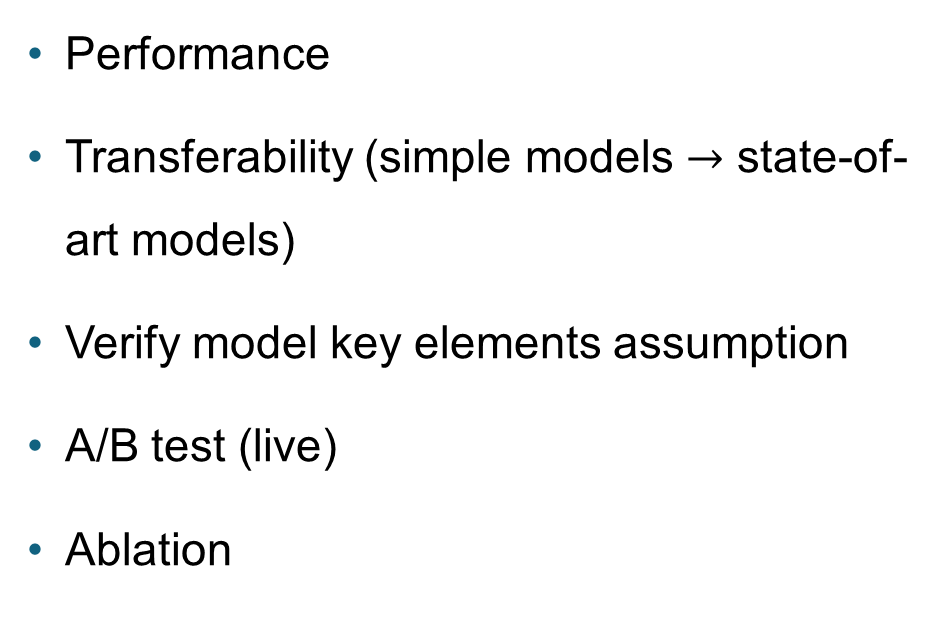 • Performance
• Transferability (simple models → state-of-
art models)
• Verify model key elements assumption
• A/B test (live)
• Ablation